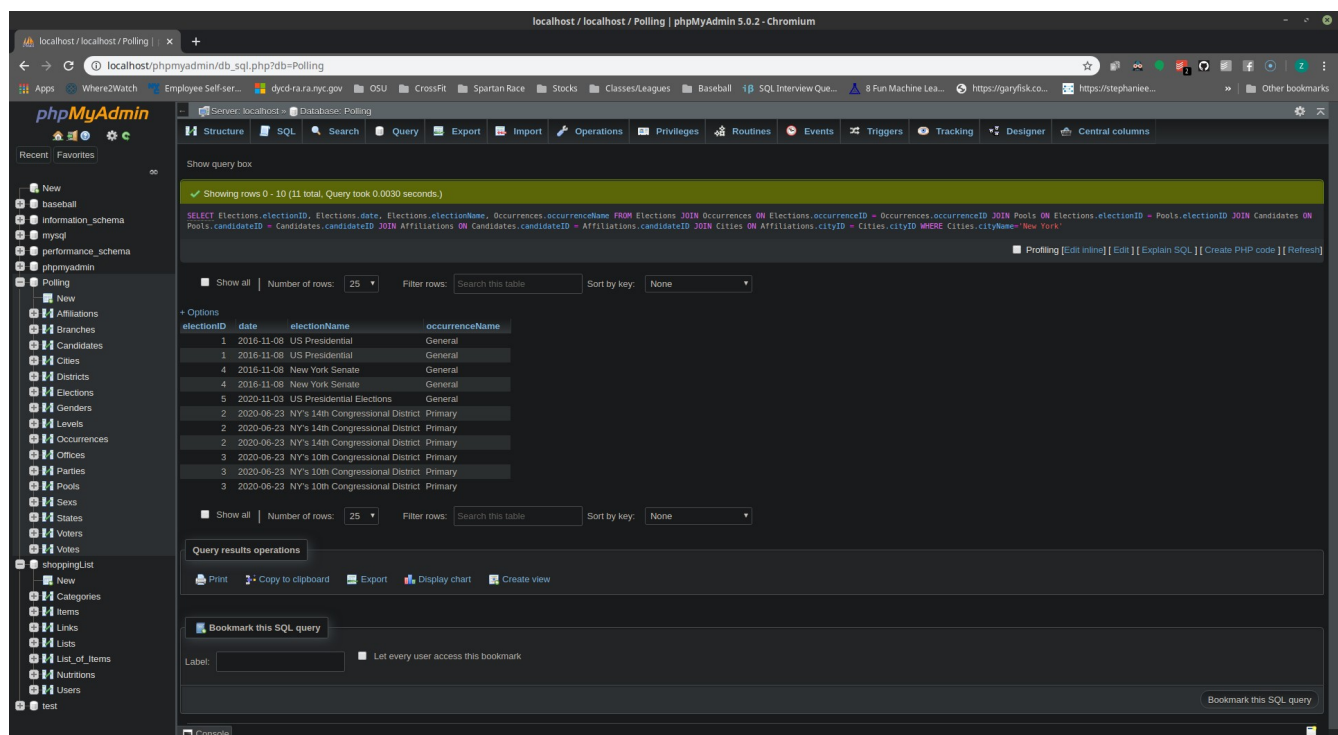 localhost / localhost / Polling | phpMyAdmin 5.0.2 - Chromium
localhost / localhost / Polling |
localhost/phpmyadmin/db_sql.php?db=Polling
Apps Where2Watch Employee Self-ser... dycd-ra.ra.nyc.gov OSU CrossFit Spartan Race Stocks Classes/Leagues Baseball SQL Interview Que... 8 Fun Machine Lea... https://garyfisk.co... https://stephaniee... » Other bookmarks
phpMyAdmin
Recent Favorites
New
baseball
information_schema
mysql
performance_schema
phpmyadmin
Polling
New
Affiliations
Branches
Candidates
Cities
Districts
Elections
Genders
Levels
Occurrences
Offices
Parties
Pools
Sexs
States
Voters
Votes
shoppingList
New
Categories
Items
Links
Lists
List_of_Items
Nutritions
Users
test
Server: localhost » Database: Polling
Structure SQL Search Query Export Import Operations Privileges Routines Events Triggers Tracking Designer Central columns
Show query box
Showing rows 0 - 10 (11 total, Query took 0.0030 seconds.)
SELECT Elections.electionID, Elections.date, Elections.electionName, Occurrences.occurrenceName FROM Elections JOIN Occurrences ON Elections.occurrenceID = Occurrences.occurrenceID JOIN Pools ON Elections.electionID = Pools.electionID JOIN Candidates ON
Pools.candidateID = Candidates.candidateID JOIN Affiliations ON Candidates.candidateID = Affiliations.candidateID JOIN Cities ON Affiliations.cityID = Cities.cityID WHERE Cities.cityName='New York'
Profiling [Edit inline] [ Edit ] [ Explain SQL ] [ Create PHP code ] [ Refresh]
Show all | Number of rows: 25 Filter rows: Search this table Sort by key: None
+ Options
electionID date electionName occurrenceName
1 2016-11-08 US Presidential General
1 2016-11-08 US Presidential General
4 2016-11-08 New York Senate General
4 2016-11-08 New York Senate General
5 2020-11-03 US Presidential Elections General
2 2020-06-23 NY's 14th Congressional District Primary
2 2020-06-23 NY's 14th Congressional District Primary
2 2020-06-23 NY's 14th Congressional District Primary
3 2020-06-23 NY's 10th Congressional District Primary
3 2020-06-23 NY's 10th Congressional District Primary
3 2020-06-23 NY's 10th Congressional District Primary
Show all | Number of rows: 25 Filter rows: Search this table Sort by key: None
Query results operations
Print Copy to clipboard Export Display chart Create view
Bookmark this SQL query
Label: Let every user access this bookmark
Bookmark this SQL query
Console